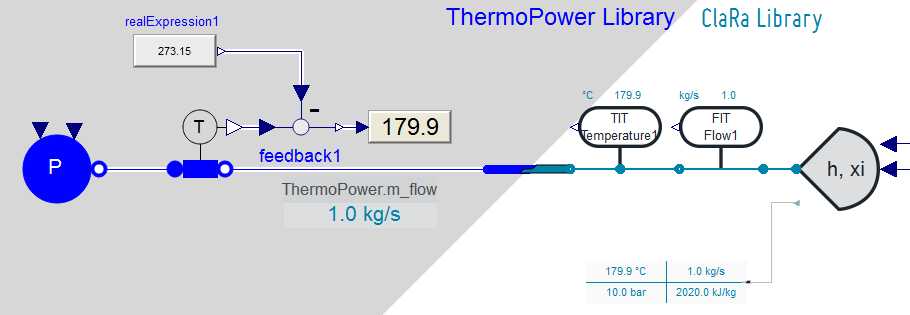 ThermoPower Library
ClaRa Library
realExpression1
273.15
-
°C 179.9
kg/s 1.0
T
179.9
TIT
Temperature1
FIT
Flow1
P
feedback1
h, xi
ThermoPower.m_flow
1.0 kg/s
179.9 °C 1.0 kg/s
10.0 bar 2020.0 kJ/kg